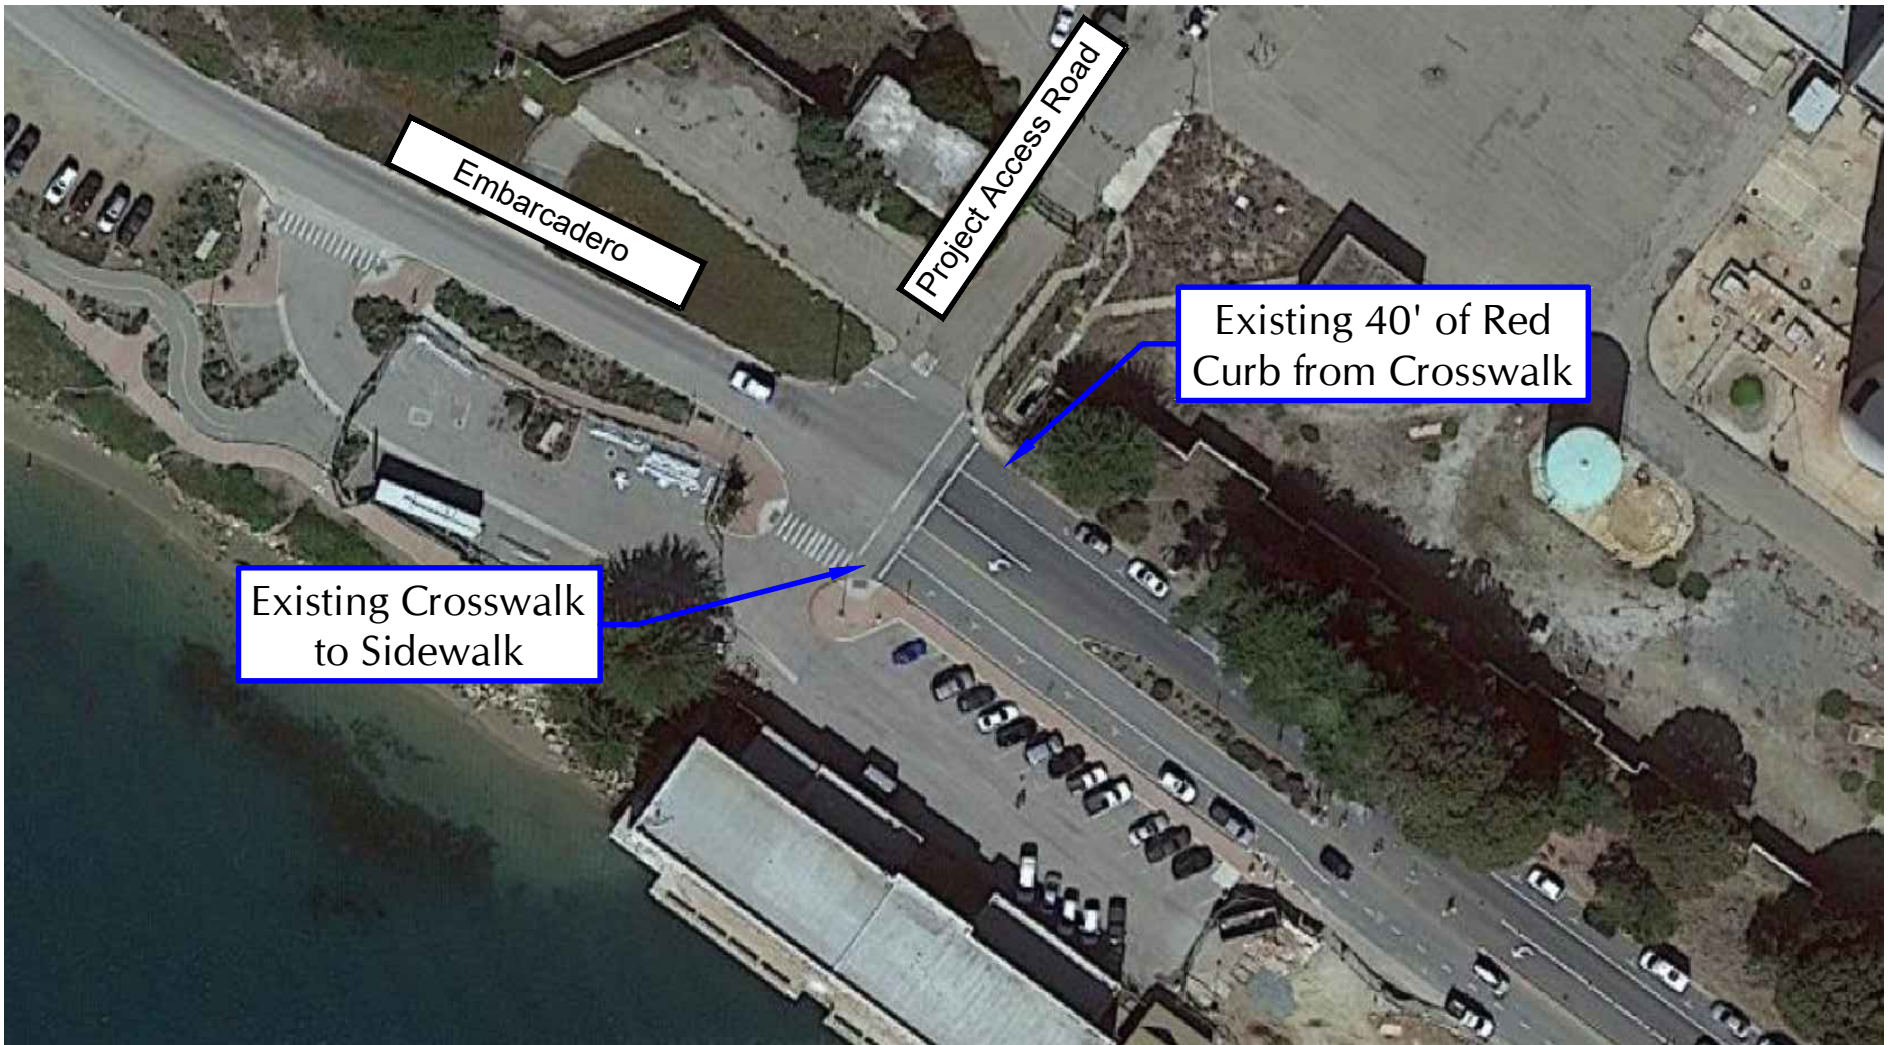 Project Access Road
Embarcadero
Existing 40' of Red
Curb from Crosswalk
Existing Crosswalk
to Sidewalk